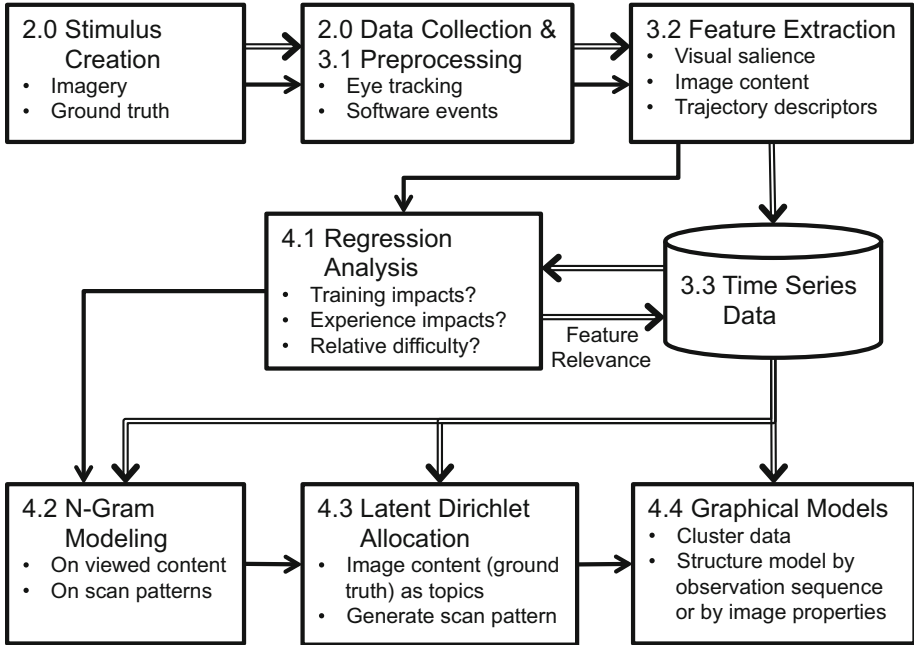 2.0 Stimulus
Creation
• Imagery
• Ground truth
2.0 Data Collection &
3.1 Preprocessing
• Eye tracking
• Software events
3.2 Feature Extraction
• Visual salience
• Image content
• Trajectory descriptors
4.1 Regression
Analysis
• Training impacts?
• Experience impacts?
• Relative difficulty?
Feature
Relevance
3.3 Time Series
Data
4.2 N-Gram
Modeling
• On viewed content
• On scan patterns
4.3 Latent Dirichlet
Allocation
• Image content (ground
truth) as topics
• Generate scan pattern
4.4 Graphical Models
• Cluster data
• Structure model by
observation sequence
or by image properties